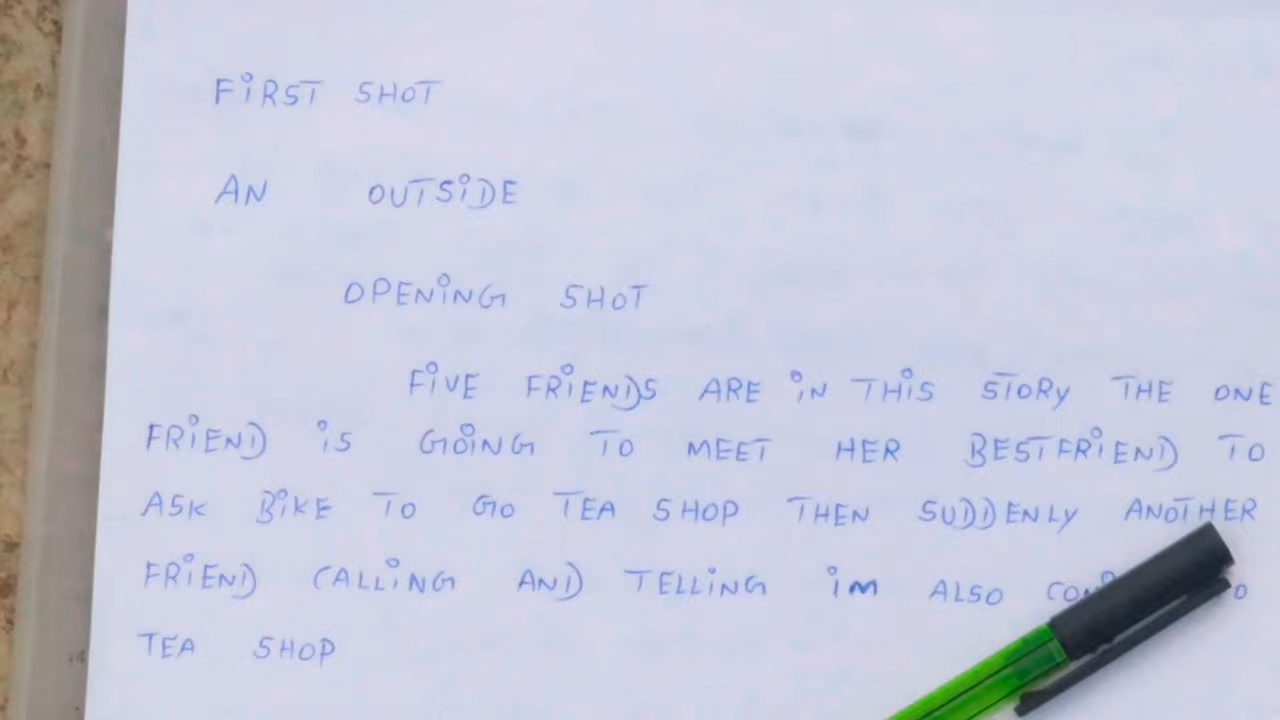 FIRST SHOT
AN OUTSIDE
OPENING SHOT
FIVE FRIENDS ARE IN THIS STORY THE ONE
FRIEND IS GOING TO MEET HER BESTFRIEND TO
ASK BIKE TO GO TEA SHOP THEN SUDDENLY ANOTHER
FRIEND CALLING AND TELLING IM ALSO
TEA SHOP